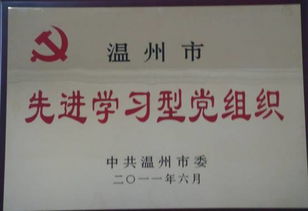 温州市
先进学习型党组织
中共温州市委
二〇一一年六月